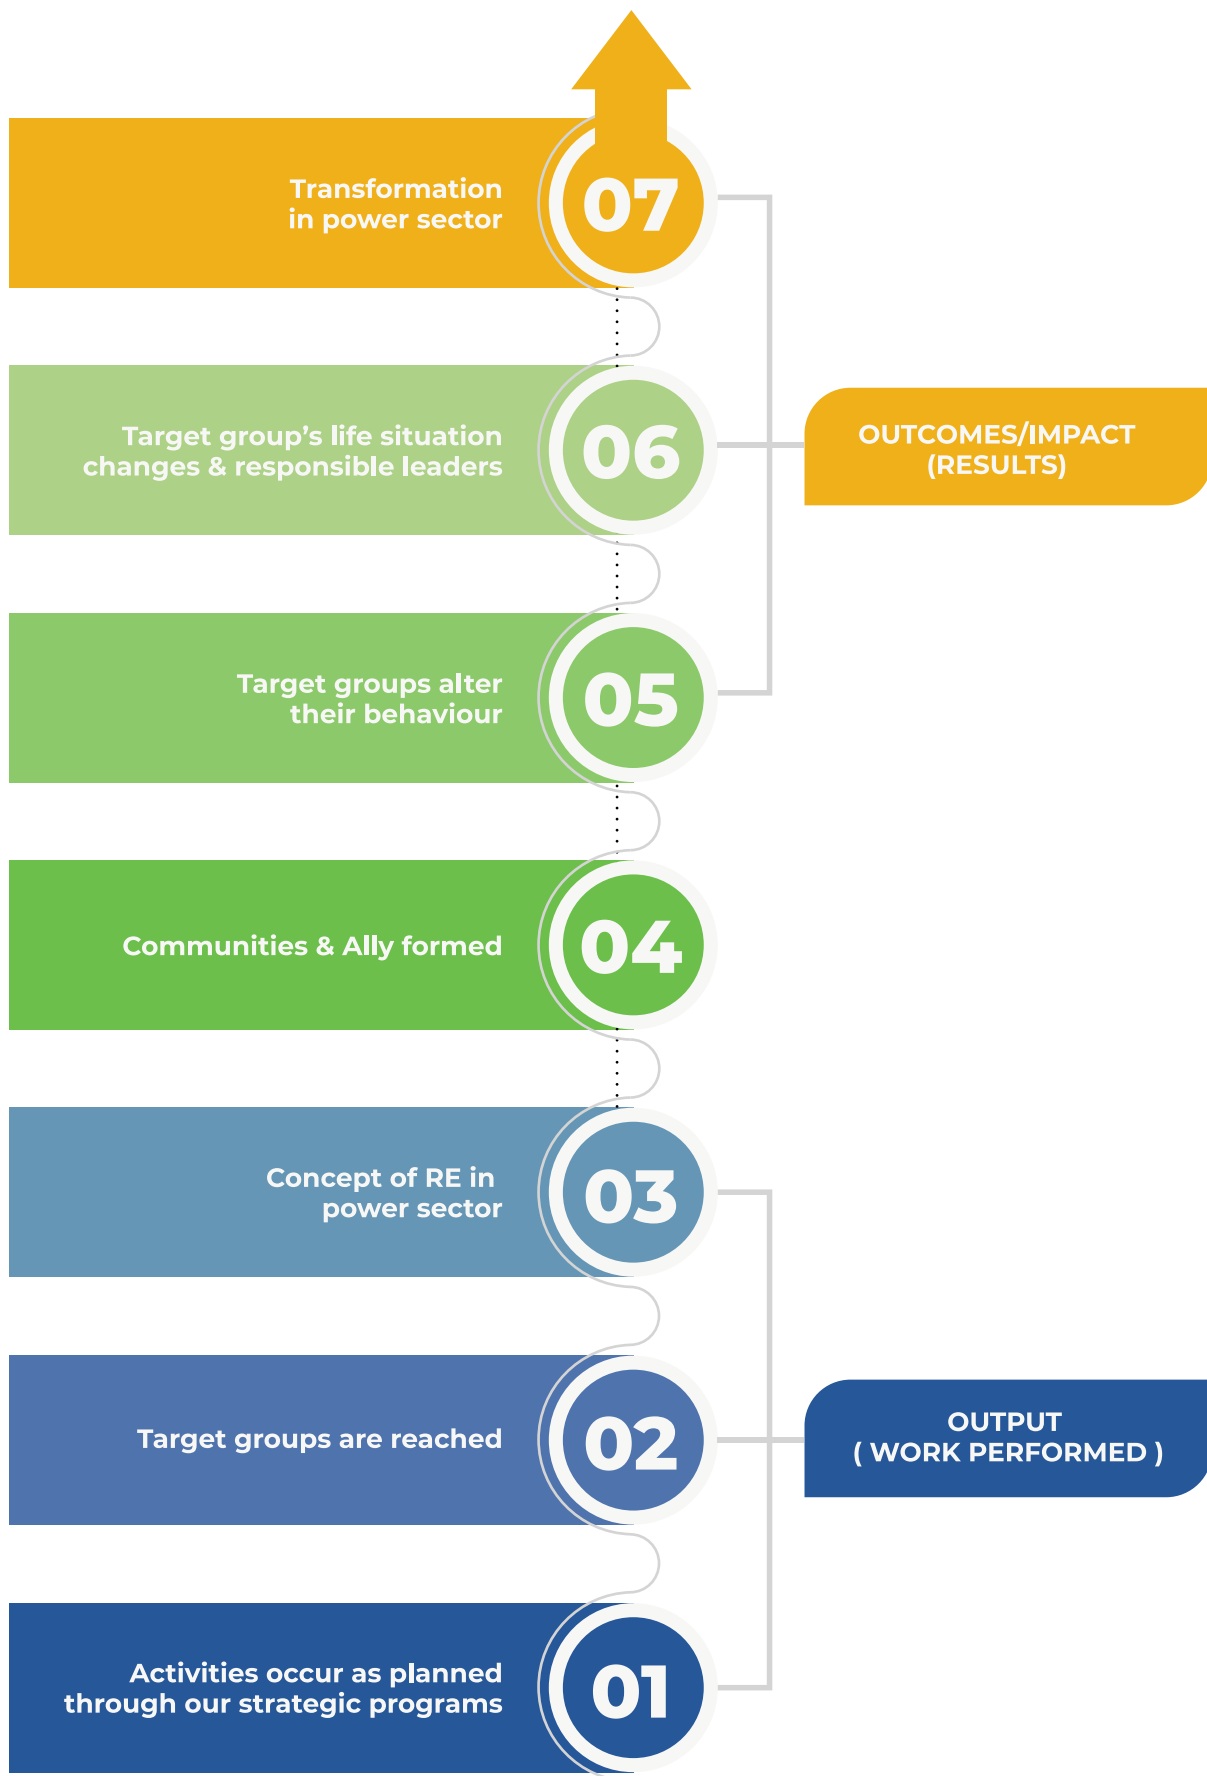 Transformation
in power sector
07
Target group’s life situation
changes & responsible leaders
06
OUTCOMES/IMPACT
(RESULTS)
Target groups alter
their behaviour
05
Communities & Ally formed
04
Concept of RE in
power sector
03
Target groups are reached
02
OUTPUT
( WORK PERFORMED )
Activities occur as planned
through our strategic programs
01